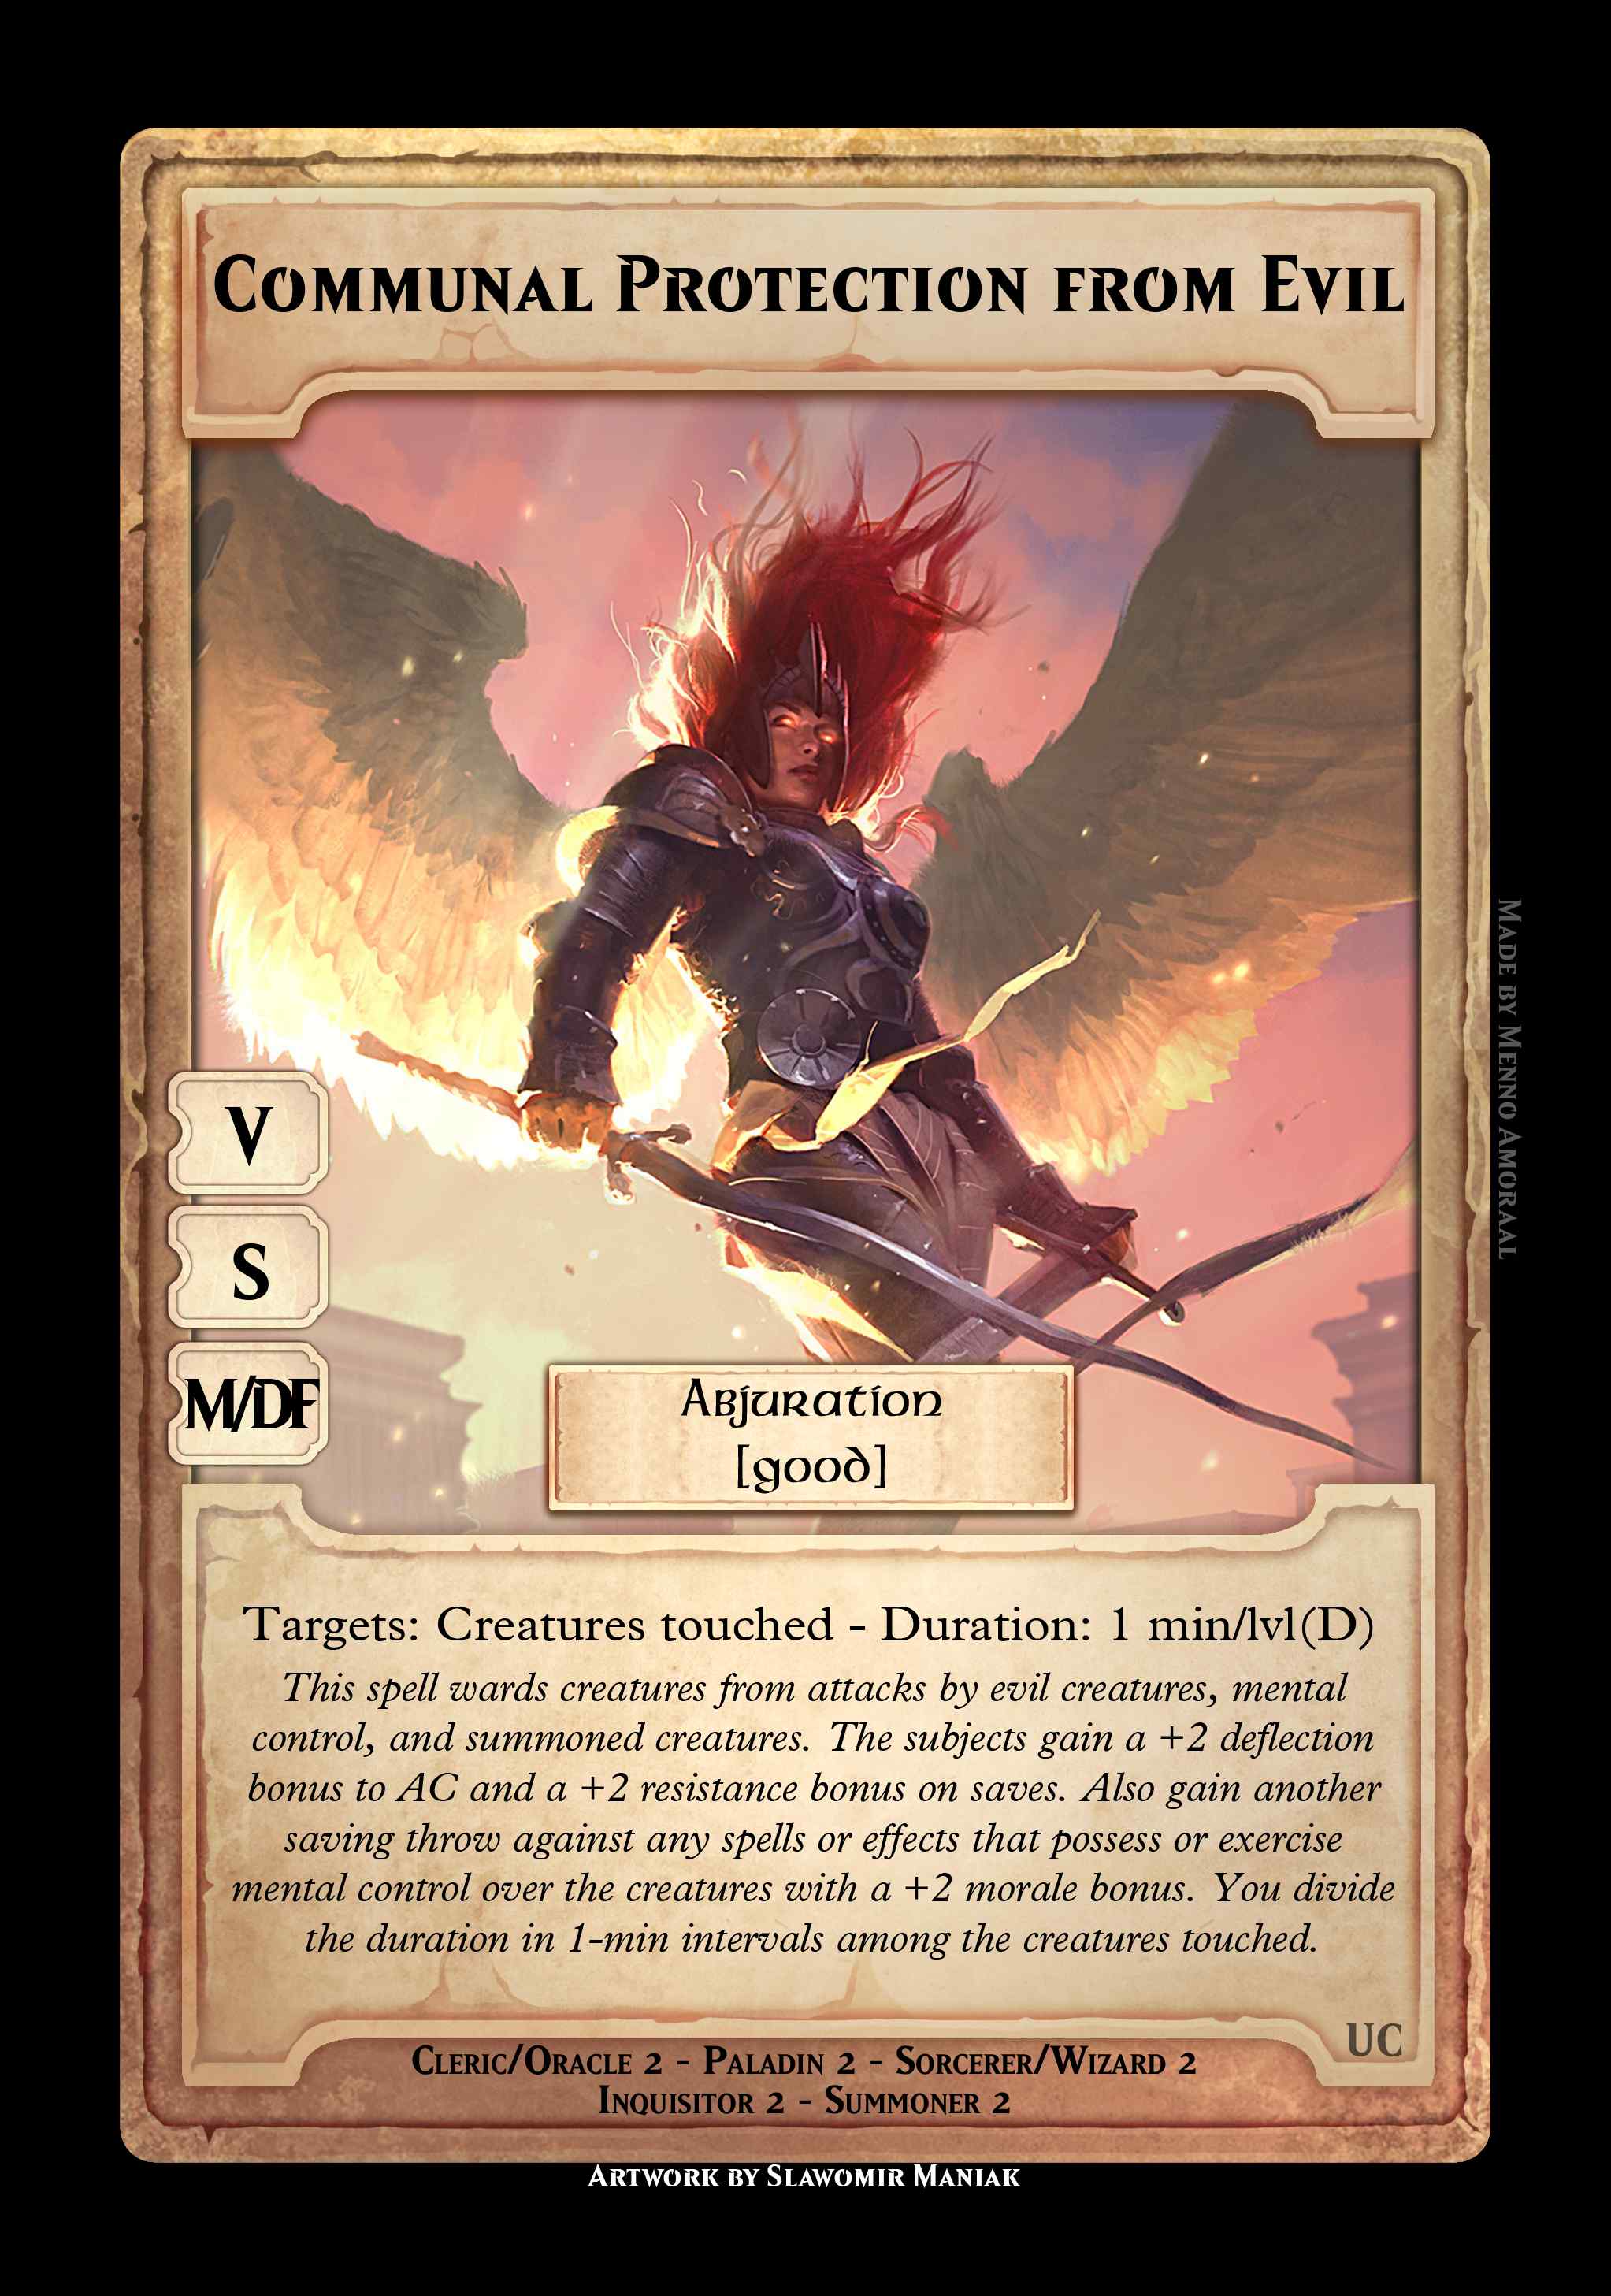 Communal Protection from Evil
V
S
M/DF
Abjuration
[good]
Targets: Creatures touched - Duration: 1 min/lvl(D)
This spell wards creatures from attacks by evil creatures, mental
control, and summoned creatures. The subjects gain a +2 deflection
bonus to AC and a +2 resistance bonus on saves. Also gain another
saving throw against any spells or effects that possess or exercise
mental control over the creatures with a +2 morale bonus. You divide
the duration in 1-min intervals among the creatures touched.
UC
Cleric/Oracle 2 - Paladin 2 - Sorcerer/Wizard 2
Inquisitor 2 - Summoner 2
Artwork by Slawomir Maniak
Made by Menno Amoraal